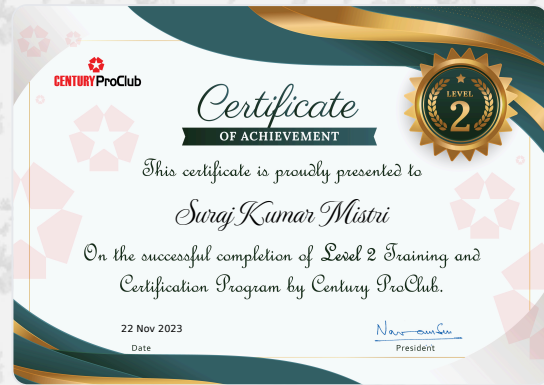 CENTURY ProClub
Certificate
OF ACHIEVEMENT
LEVEL
2
This certificate is proudly presented to
Suraj Kumar Mistri
On the successful completion of Level 2 Training and
Certification Program by Century ProClub.
22 Nov 2023
Date
President